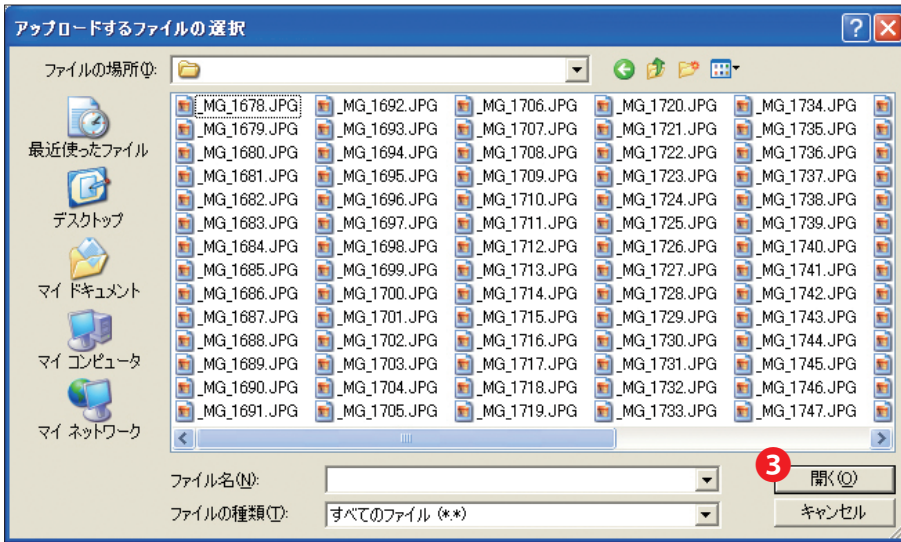 アップロードするファイルの選択
ファイルの場所(I):
最近使ったファイル
デスクトップ
マイ ドキュメント
マイ コンピュータ
マイ ネットワーク
_MG_1678.JPG _MG_1692.JPG _MG_1706.JPG _MG_1720.JPG _MG_1734.JPG
_MG_1679.JPG _MG_1693.JPG _MG_1707.JPG _MG_1721.JPG _MG_1735.JPG
_MG_1680.JPG _MG_1694.JPG _MG_1708.JPG _MG_1722.JPG _MG_1736.JPG
_MG_1681.JPG _MG_1695.JPG _MG_1709.JPG _MG_1723.JPG _MG_1737.JPG
_MG_1682.JPG _MG_1696.JPG _MG_1710.JPG _MG_1724.JPG _MG_1738.JPG
_MG_1683.JPG _MG_1697.JPG _MG_1711.JPG _MG_1725.JPG _MG_1739.JPG
_MG_1684.JPG _MG_1698.JPG _MG_1712.JPG _MG_1726.JPG _MG_1740.JPG
_MG_1685.JPG _MG_1699.JPG _MG_1713.JPG _MG_1727.JPG _MG_1741.JPG
_MG_1686.JPG _MG_1700.JPG _MG_1714.JPG _MG_1728.JPG _MG_1742.JPG
_MG_1687.JPG _MG_1701.JPG _MG_1715.JPG _MG_1729.JPG _MG_1743.JPG
_MG_1688.JPG _MG_1702.JPG _MG_1716.JPG _MG_1730.JPG _MG_1744.JPG
_MG_1689.JPG _MG_1703.JPG _MG_1717.JPG _MG_1731.JPG _MG_1745.JPG
_MG_1690.JPG _MG_1704.JPG _MG_1718.JPG _MG_1732.JPG _MG_1746.JPG
_MG_1691.JPG _MG_1705.JPG _MG_1719.JPG _MG_1733.JPG _MG_1747.JPG
ファイル名(N):
3 開く(O)
ファイルの種類(T): すべてのファイル (*.*)
キャンセル